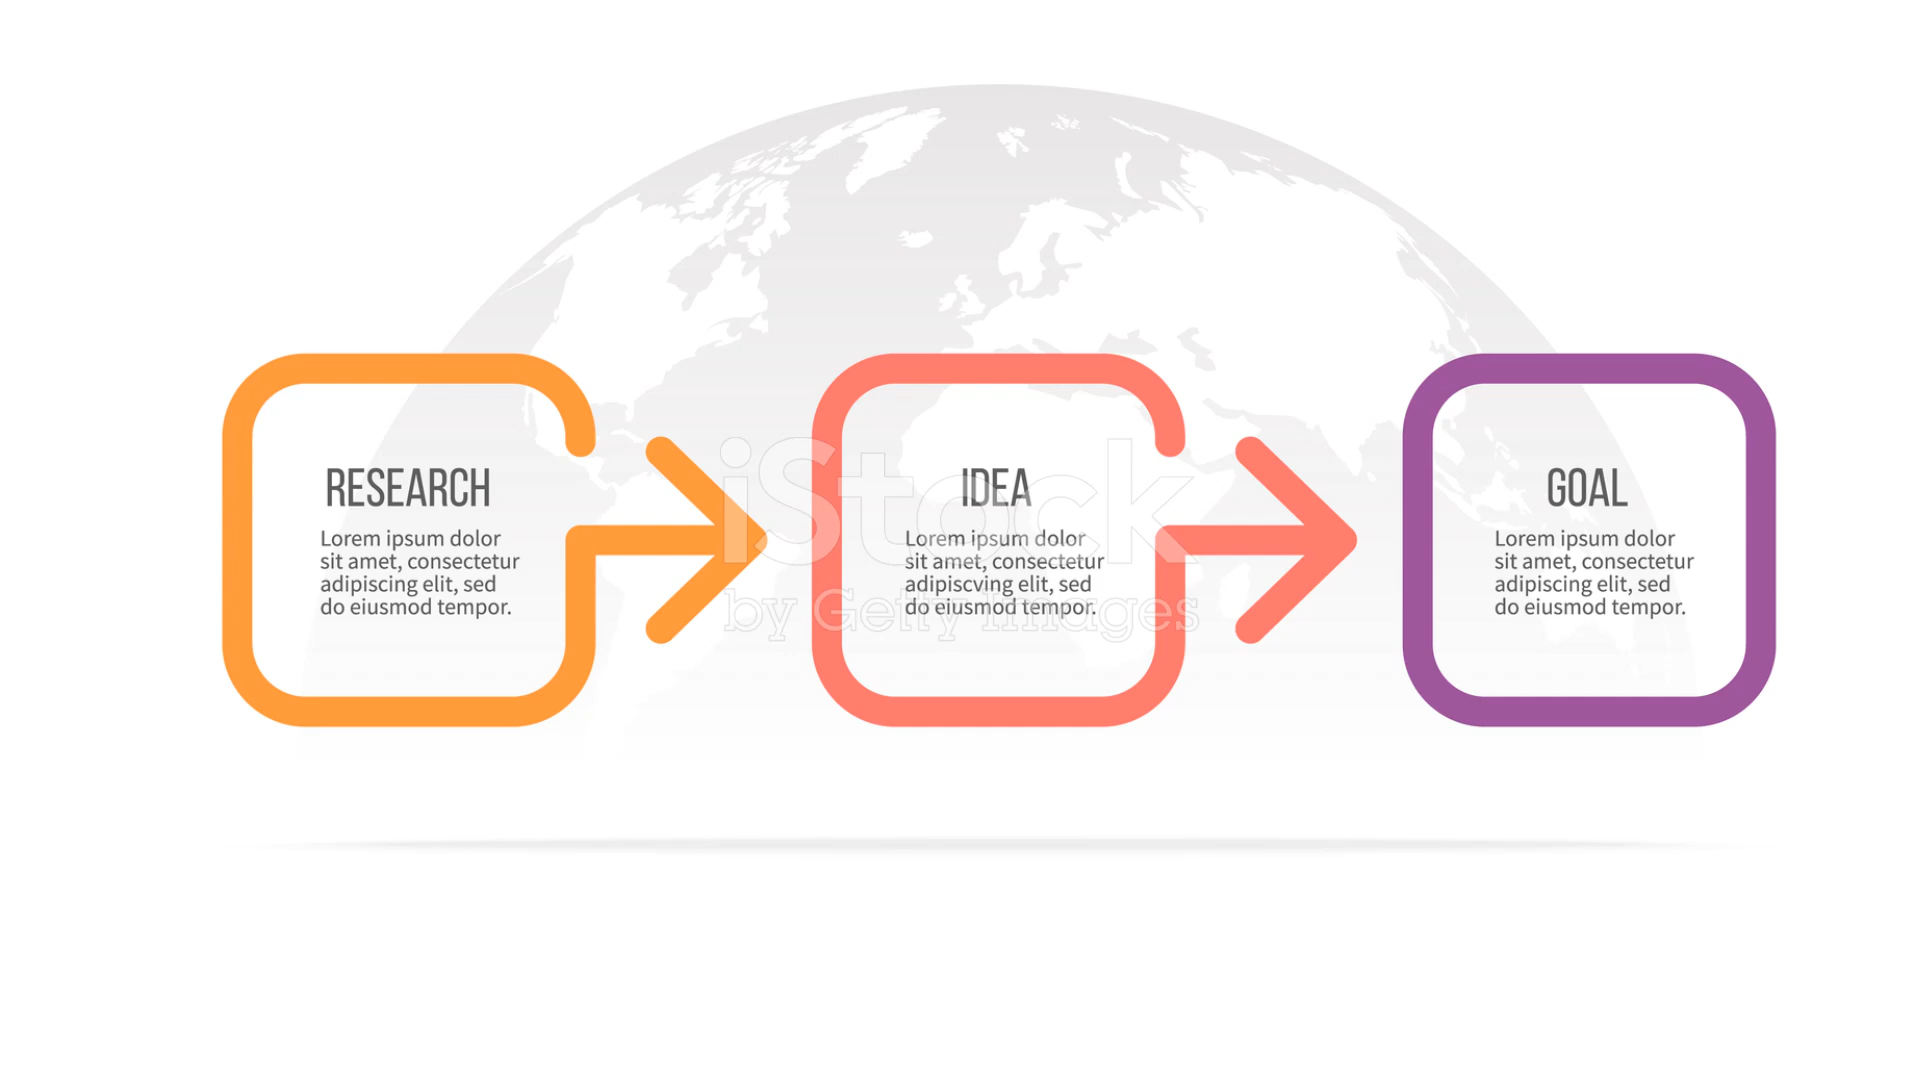 RESEARCH
Lorem ipsum dolor
sit amet, consectetur
adipiscing elit, sed
do eiusmod tempor.
IDEA
Lorem ipsum dolor
sit amet, consectetur
adipiscving elit, sed
do eiusmod tempor.
GOAL
Lorem ipsum dolor
sit amet, consectetur
adipiscing elit, sed
do eiusmod tempor.
iStock
by Getty Images